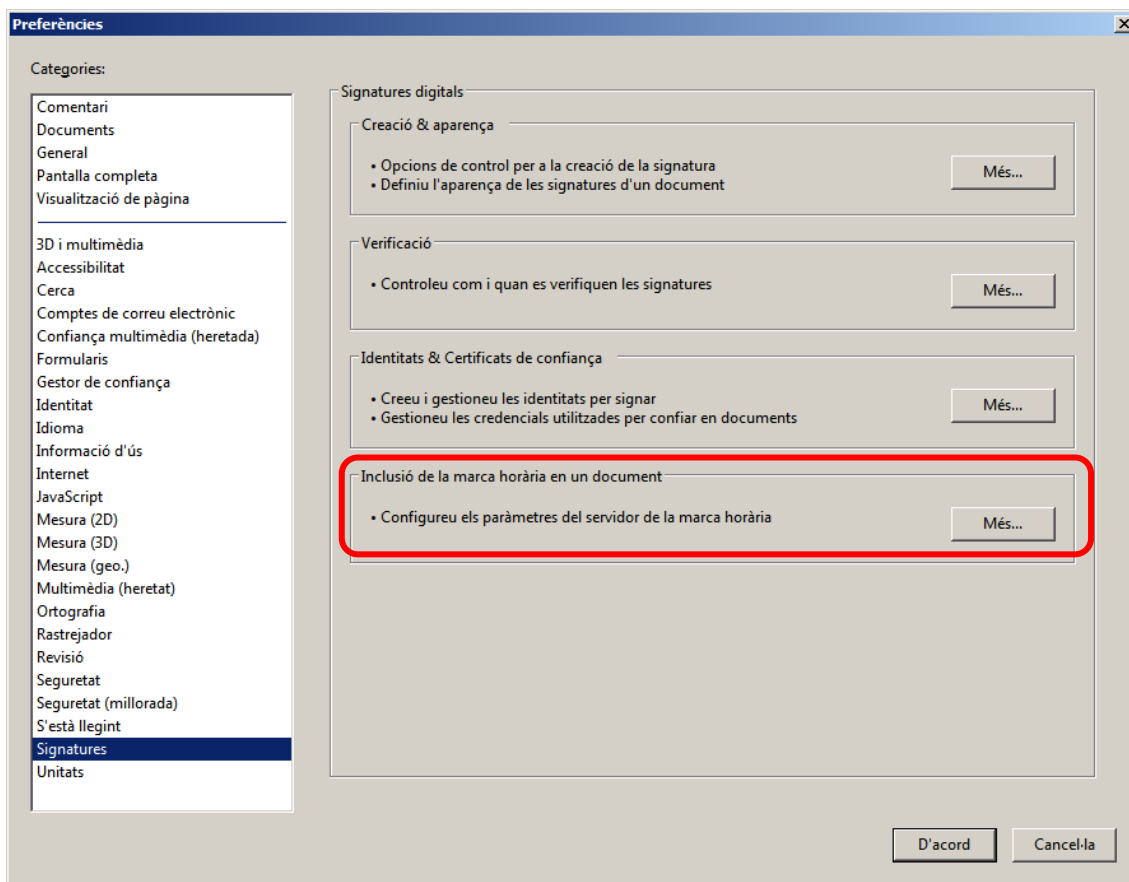 Preferències
Categories:
Comentari
Documents
General
Pantalla completa
Visualització de pàgina
3D i multimèdia
Accessibilitat
Cerca
Comptes de correu electrònic
Confiança multimèdia (heretada)
Formularis
Gestor de confiança
Identitat
Idioma
Informació d'ús
Internet
JavaScript
Mesura (2D)
Mesura (3D)
Mesura (geo.)
Multimèdia (heretat)
Ortografia
Rastrejador
Revisió
Seguretat
Seguretat (millorada)
S'està llegint
Signatures
Unitats
Signatures digitals
Creació & aparença
• Opcions de control per a la creació de la signatura
• Definiu l'aparença de les signatures d'un document
Més...
Verificació
• Controleu com i quan es verifiquen les signatures
Més...
Identitats & Certificats de confiança
• Creeu i gestioneu les identitats per signar
• Gestioneu les credencials utilitzades per confiar en documents
Més...
Inclusió de la marca horària en un document
• Configureu els paràmetres del servidor de la marca horària
Més...
D'acord
Cancel·la